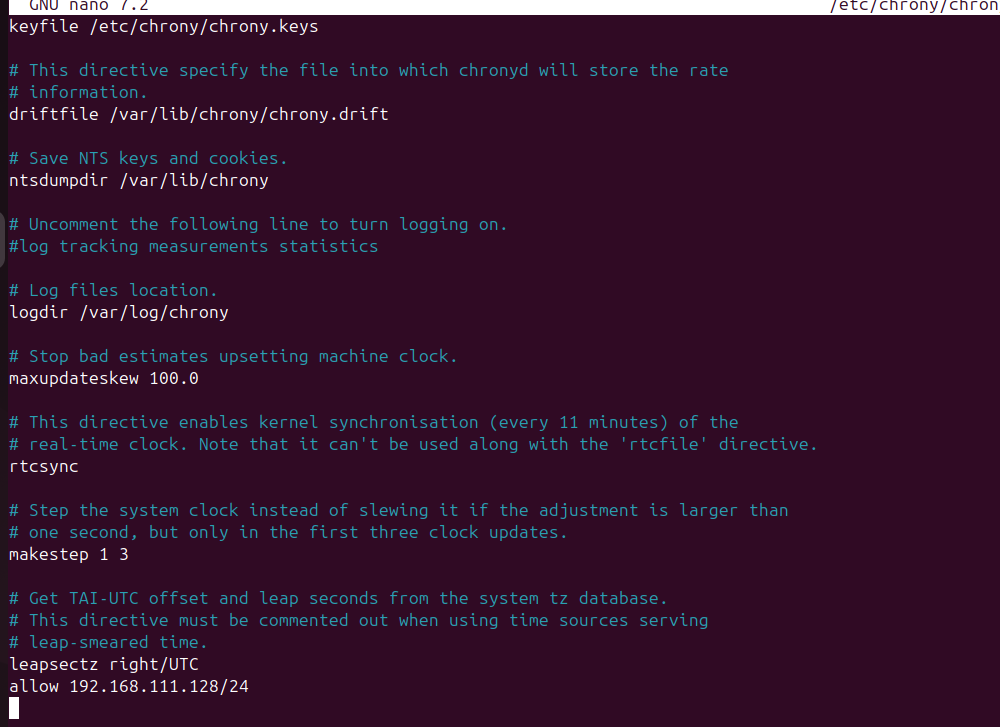 GNU nano 7.2 /etc/chrony/chron
keyfile /etc/chrony/chrony.keys
# This directive specify the file into which chronyd will store the rate
# information.
driftfile /var/lib/chrony/chrony.drift
# Save NTS keys and cookies.
ntsdumpdir /var/lib/chrony
# Uncomment the following line to turn logging on.
#log tracking measurements statistics
# Log files location.
logdir /var/log/chrony
# Stop bad estimates upsetting machine clock.
maxupdateskew 100.0
# This directive enables kernel synchronisation (every 11 minutes) of the
# real-time clock. Note that it can't be used along with the 'rtcfile' directive.
rtcsync
# Step the system clock instead of slewing it if the adjustment is larger than
# one second, but only in the first three clock updates.
makestep 1 3
# Get TAI-UTC offset and leap seconds from the system tz database.
# This directive must be commented out when using time sources serving
# leap-smeared time.
leapsectz right/UTC
allow 192.168.111.128/24